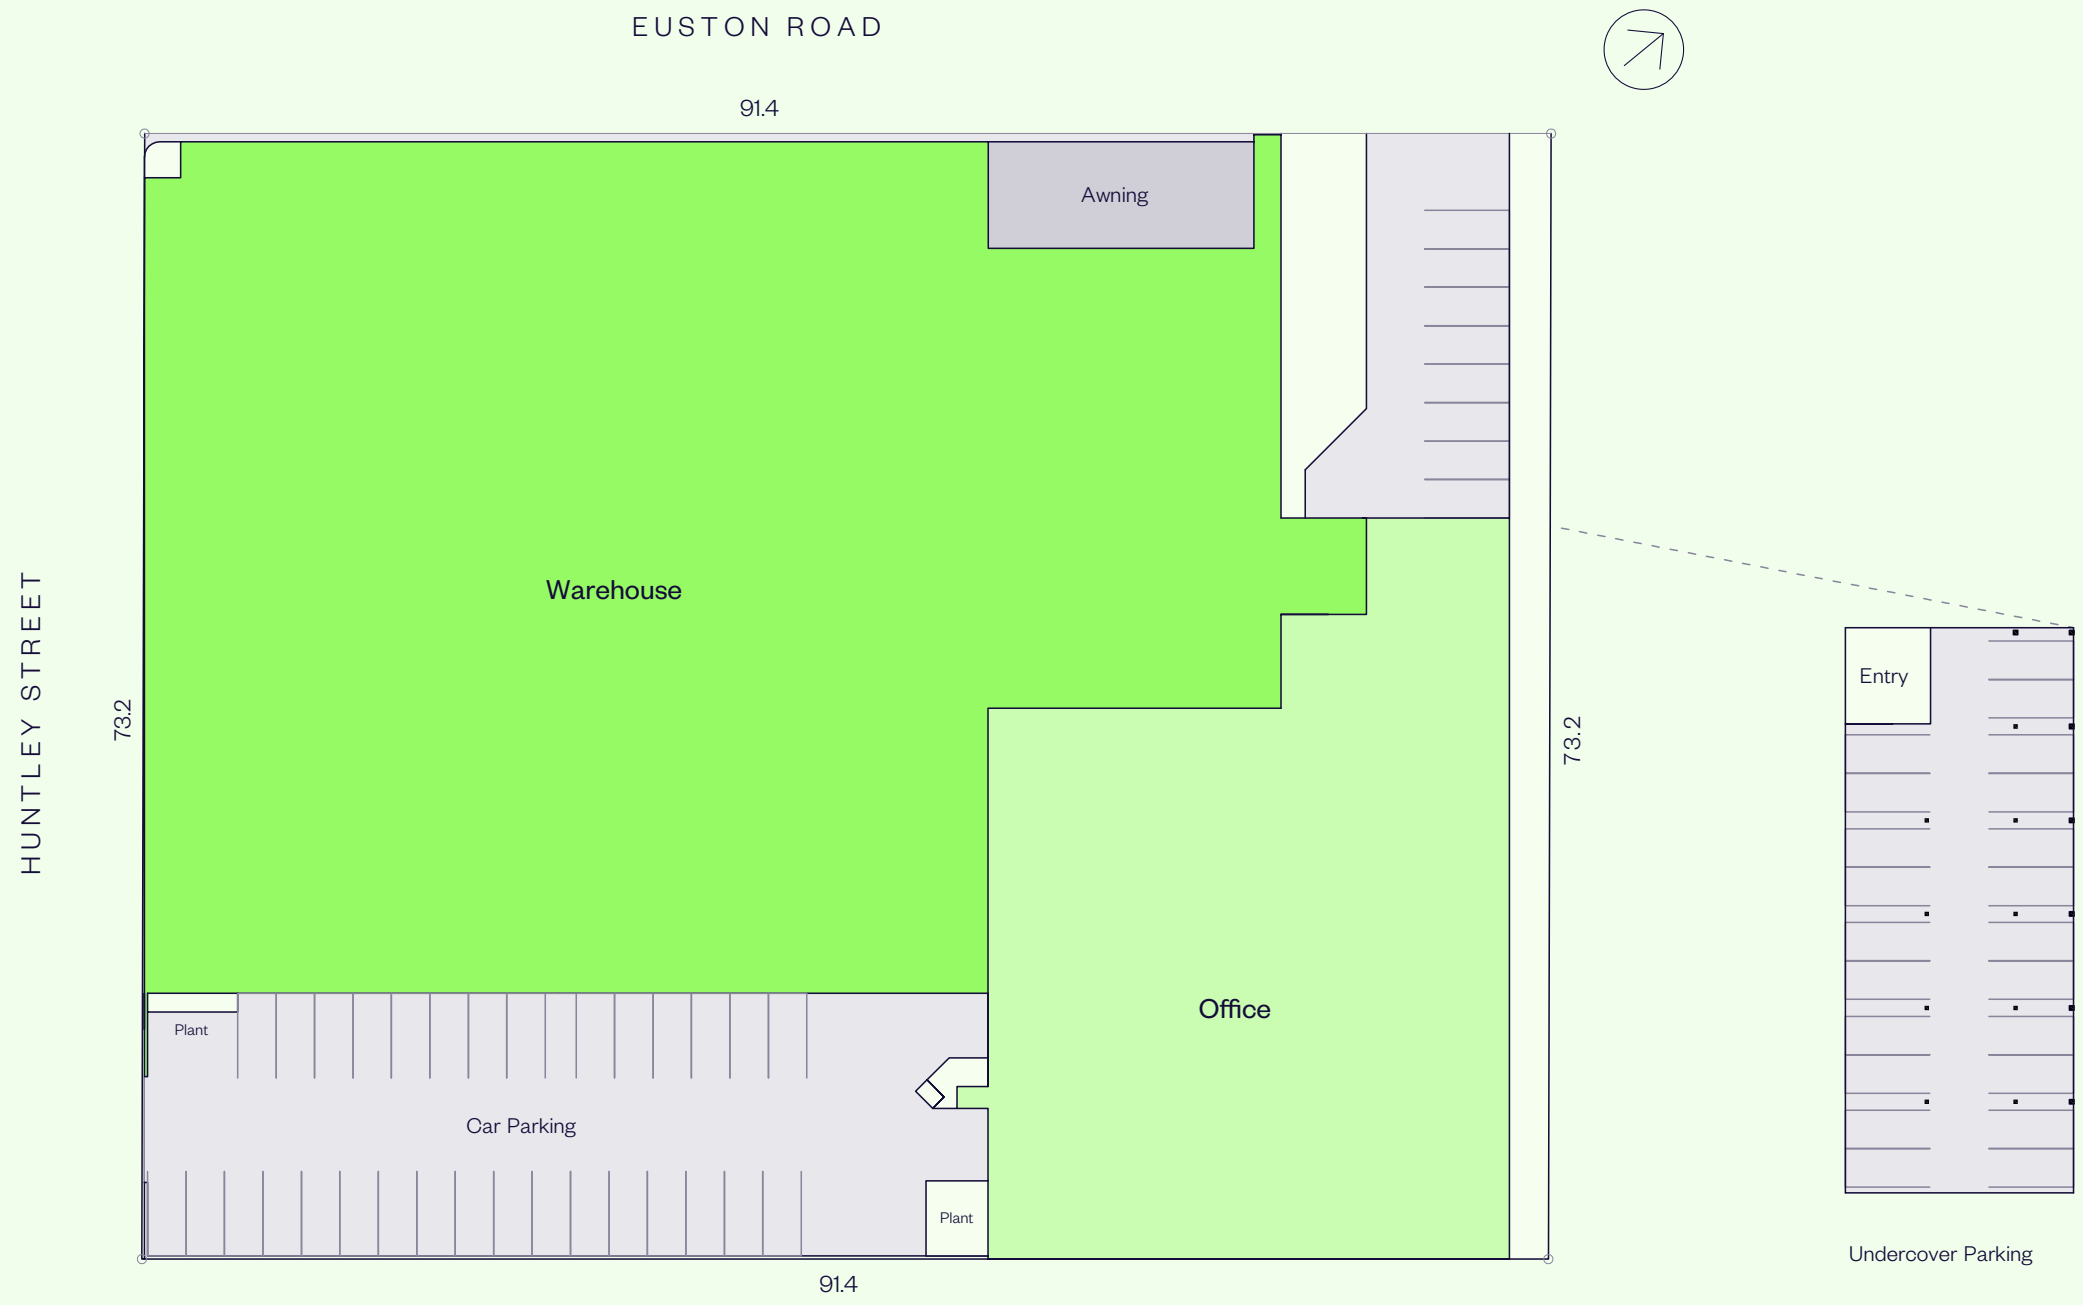 EUSTON ROAD
91.4
Awning
HUNTLEY STREET
Warehouse
73.2
73.2
Entry
Office
Plant
Car Parking
Plant
Undercover Parking
91.4